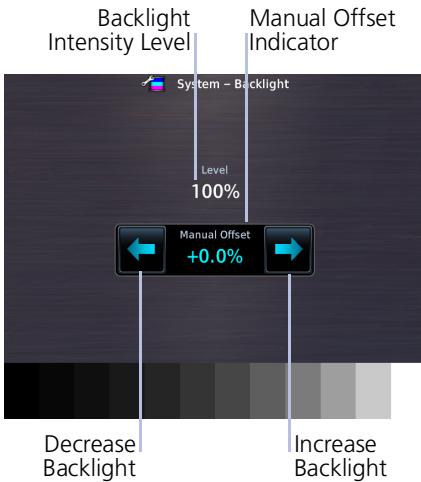 Backlight
Intensity Level
Manual Offset
Indicator
System – Backlight
Level
100%
Manual Offset
+0.0%
Decrease
Backlight
Increase
Backlight